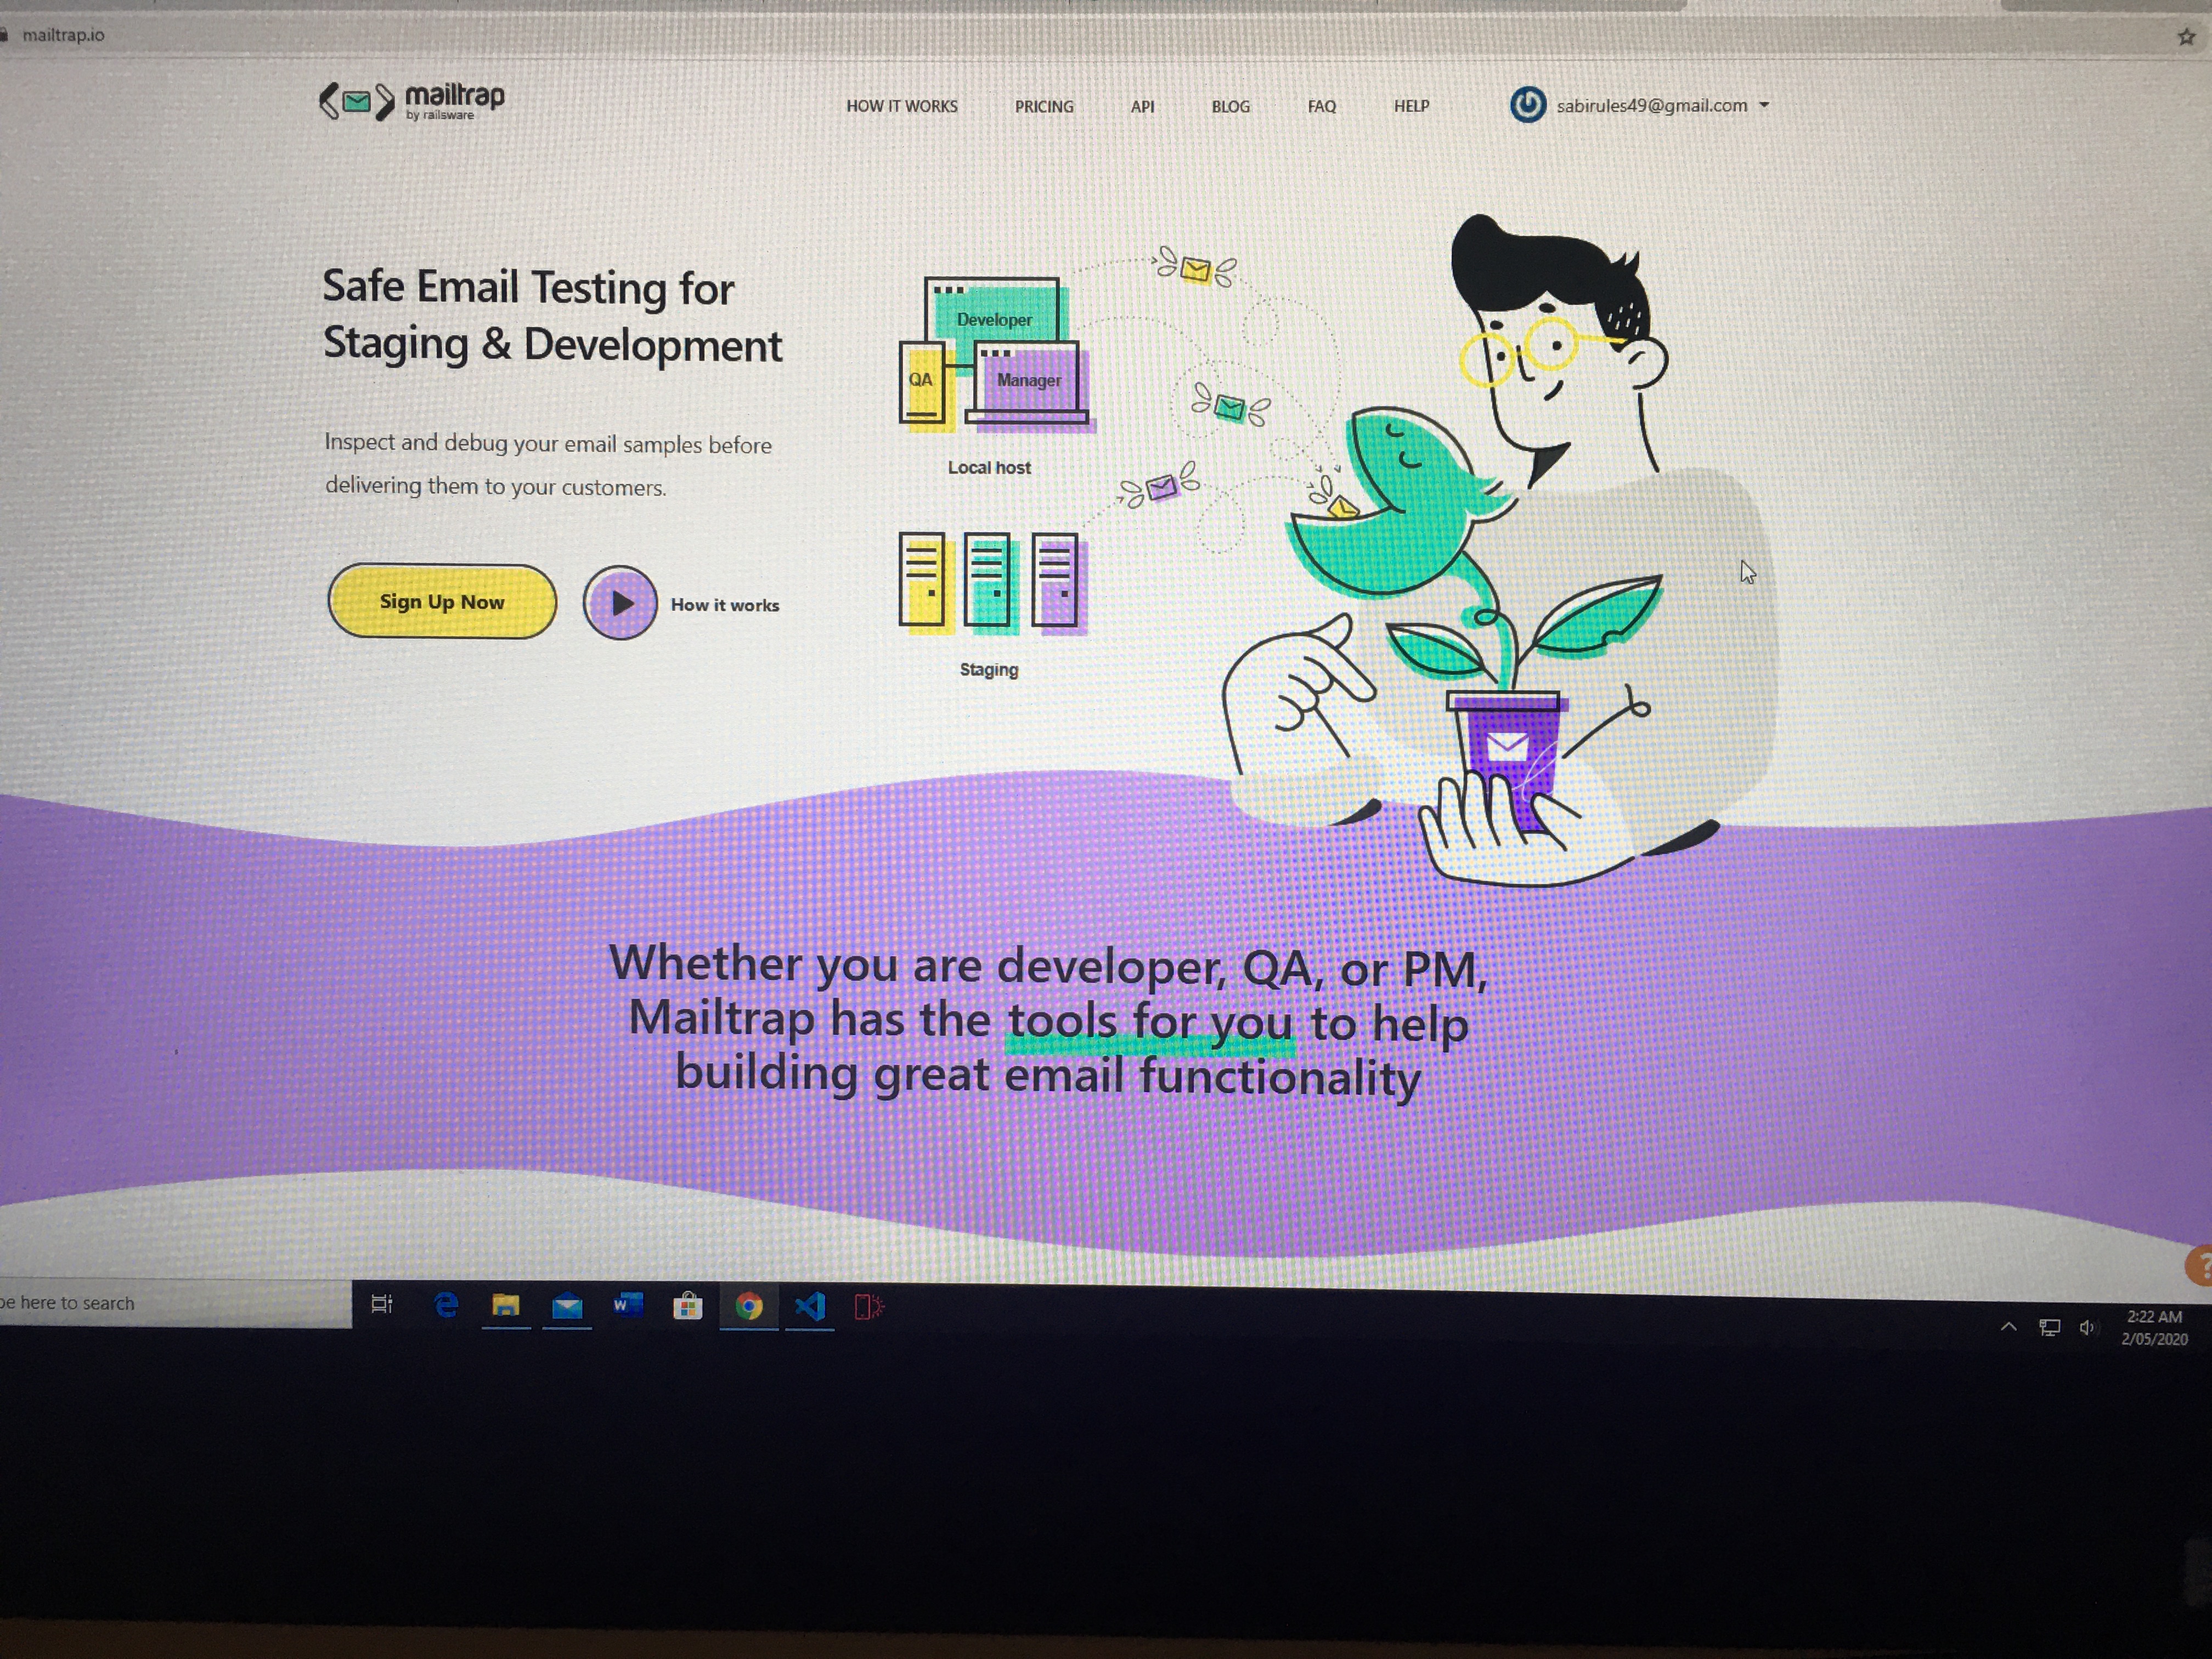 mailtrap.io
mailtrap
by railsware
HOW IT WORKS
PRICING
API
BLOG
FAQ
HELP
sabirules49@gmail.com
Safe Email Testing for
Staging & Development
Inspect and debug your email samples before
delivering them to your customers.
Sign Up Now
How it works
Developer
QA
Manager
Local host
Staging
Whether you are developer, QA, or PM,
Mailtrap has the tools for you to help
building great email functionality
?
pe here to search
2:22 AM
2/05/2020